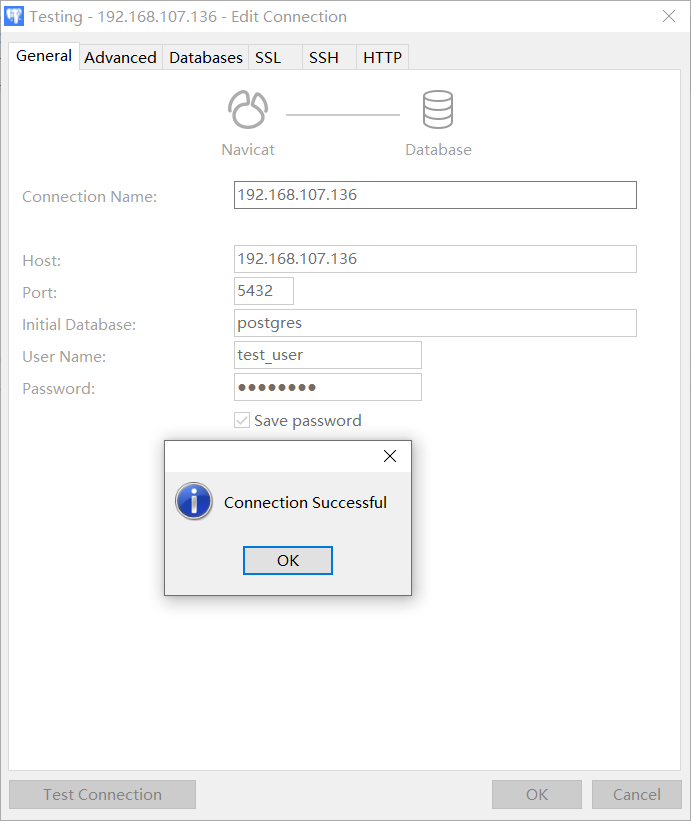 Testing - 192.168.107.136 - Edit Connection
General Advanced Databases SSL SSH HTTP
Navicat Database
Connection Name: 192.168.107.136
Host: 192.168.107.136
Port: 5432
Initial Database: postgres
User Name: test_user
Password: ●●●●●●●●
Save password
Connection Successful
OK
Test Connection OK Cancel